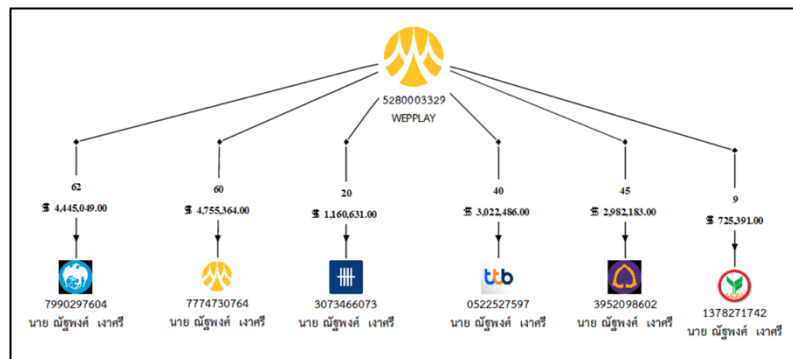 5280003329
WEPPLAY
62
฿ 4,445,049.00
7990297604
นาย ณัฐพงศ์ เงาศรี
60
฿ 4,755,364.00
7774730764
นาย ณัฐพงศ์ เงาศรี
20
฿ 1,160,631.00
3073466073
นาย ณัฐพงศ์ เงาศรี
40
฿ 3,022,486.00
ttb
0522527597
นาย ณัฐพงศ์ เงาศรี
45
฿ 2,982,183.00
3952098602
นาย ณัฐพงศ์ เงาศรี
9
฿ 725,391.00
1378271742
นาย ณัฐพงศ์ เงาศรี